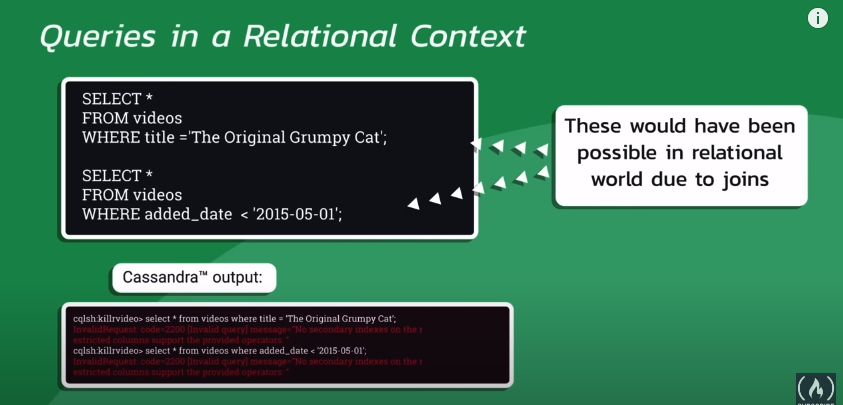 Queries in a Relational Context
SELECT *
FROM videos
WHERE title ='The Original Grumpy Cat';
SELECT *
FROM videos
WHERE added_date < '2015-05-01';
These would have been
possible in relational
world due to joins
Cassandra™ output:
cqlsh:killrvideo> select * from videos where title = 'The Original Grumpy Cat';
InvalidRequest: code=2200 [Invalid query] message="No secondary indexes on the r
estricted columns support the provided operators: "
cqlsh:killrvideo> select * from videos where added_date < '2015-05-01';
InvalidRequest: code=2200 [Invalid query] message="No secondary indexes on the r
estricted columns support the provided operators: "